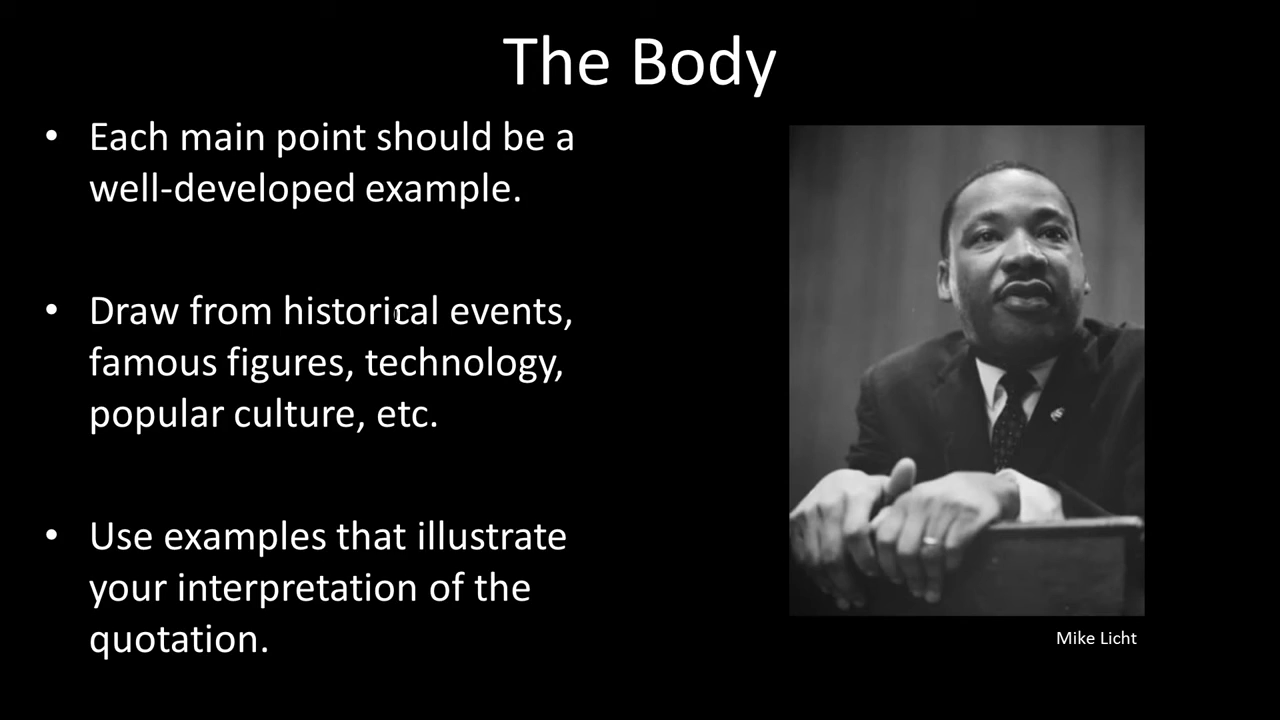 The Body
• Each main point should be a
well-developed example.
• Draw from historical events,
famous figures, technology,
popular culture, etc.
• Use examples that illustrate
your interpretation of the
quotation.
Mike Licht